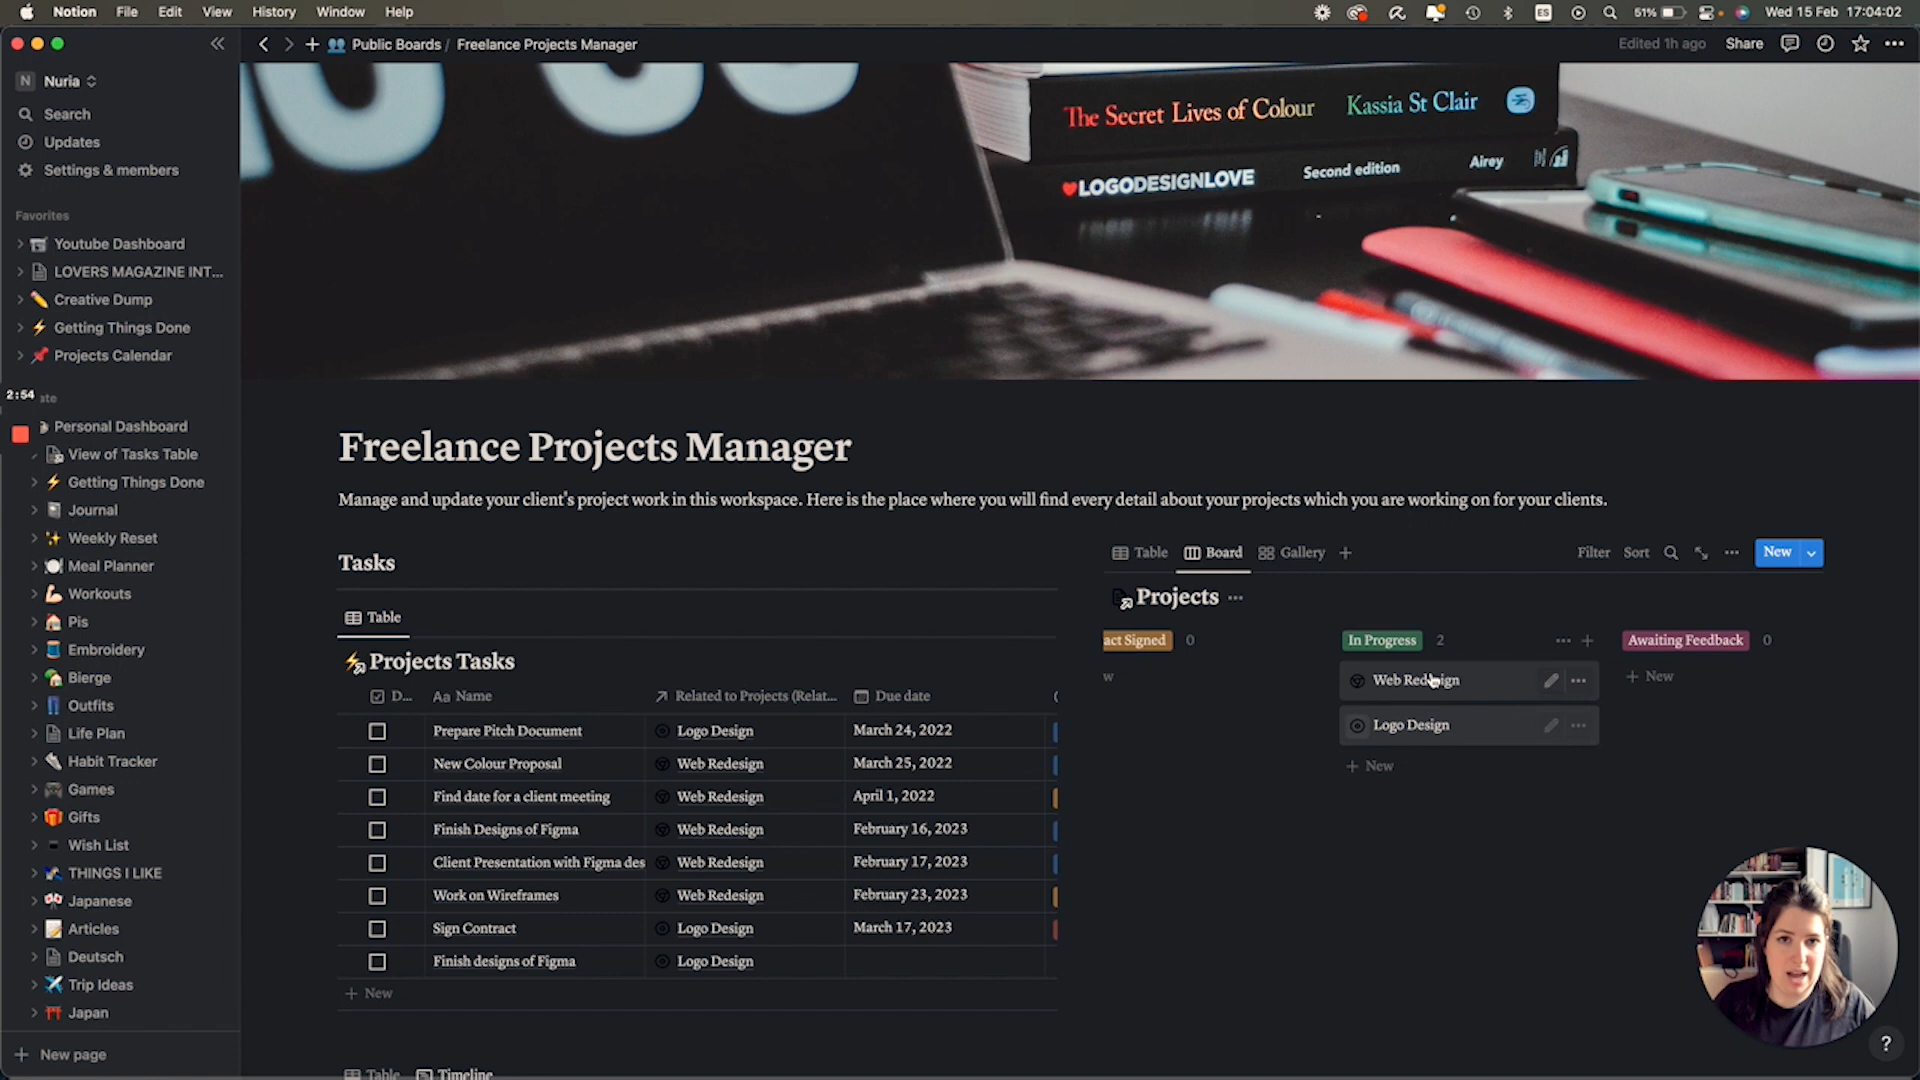 Notion File Edit View History Window Help
ES 51% Wed 15 Feb 17:04:02
Public Boards / Freelance Projects Manager
Edited 1h ago Share
N Nuria
Search
Updates
Settings & members
Favorites
Youtube Dashboard
LOVERS MAGAZINE INT...
Creative Dump
Getting Things Done
Projects Calendar
2:54 ate
Personal Dashboard
View of Tasks Table
Getting Things Done
Journal
Weekly Reset
Meal Planner
Workouts
Pis
Embroidery
Bierge
Outfits
Life Plan
Habit Tracker
Games
Gifts
Wish List
THINGS I LIKE
Japanese
Articles
Deutsch
Trip Ideas
Japan
New page
The Secret Lives of Colour Kassia St Clair
LOGODESIGNLOVE Second edition Airey
Freelance Projects Manager
Manage and update your client's project work in this workspace. Here is the place where you will find every detail about your projects which you are working on for your clients.
Tasks
Table
Projects Tasks
D... Aa Name Related to Projects (Relat... Due date
Prepare Pitch Document Logo Design March 24, 2022
New Colour Proposal Web Redesign March 25, 2022
Find date for a client meeting Web Redesign April 1, 2022
Finish Designs of Figma Web Redesign February 16, 2023
Client Presentation with Figma des Web Redesign February 17, 2023
Work on Wireframes Web Redesign February 23, 2023
Sign Contract Logo Design March 17, 2023
Finish designs of Figma Logo Design
New
Table Timeline
Table Board Gallery
Filter Sort New
Projects
act Signed 0 In Progress 2 Awaiting Feedback 0
w Web Redesign New
Logo Design
New
?